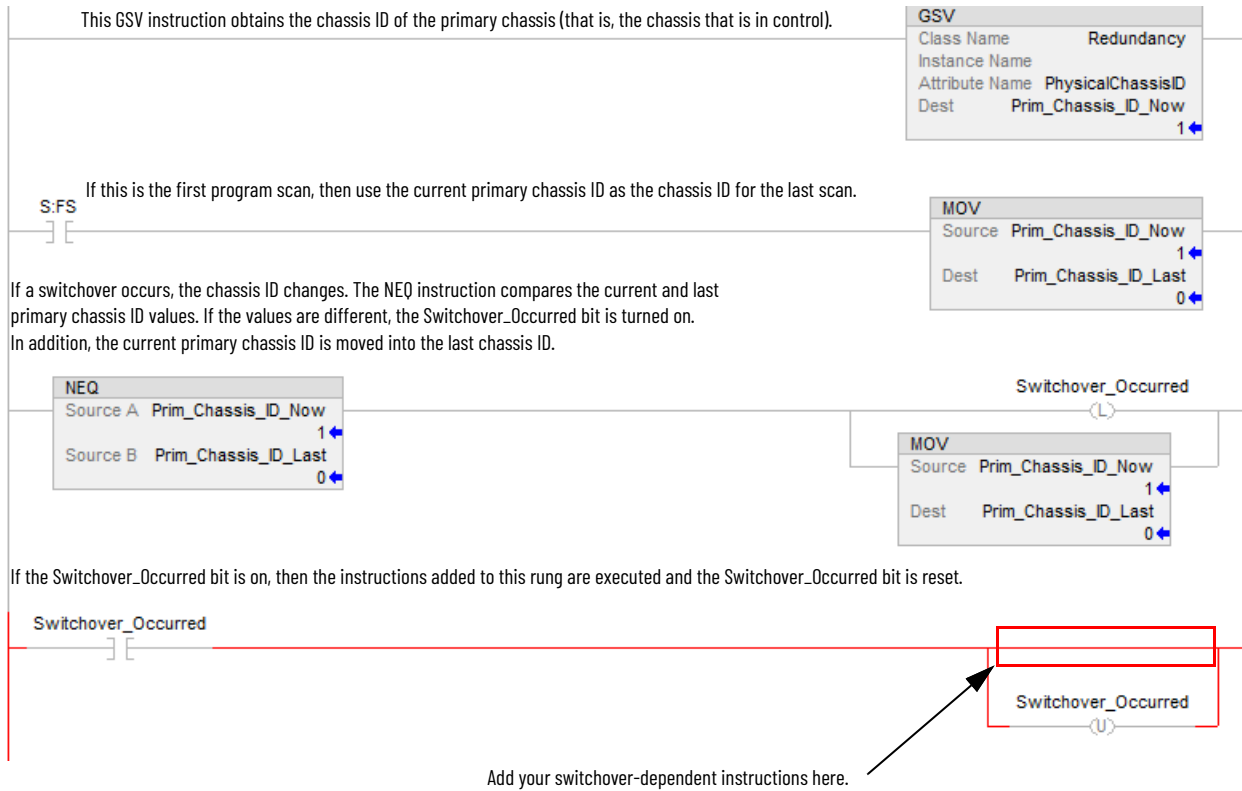 This GSV instruction obtains the chassis ID of the primary chassis (that is, the chassis that is in control).
GSV
Class Name Redundancy
Instance Name
Attribute Name PhysicalChassisID
Dest Prim_Chassis_ID_Now
1
If this is the first program scan, then use the current primary chassis ID as the chassis ID for the last scan.
S:FS
MOV
Source Prim_Chassis_ID_Now
1
Dest Prim_Chassis_ID_Last
0
If a switchover occurs, the chassis ID changes. The NEQ instruction compares the current and last
primary chassis ID values. If the values are different, the Switchover_Occurred bit is turned on.
In addition, the current primary chassis ID is moved into the last chassis ID.
NEQ
Source A Prim_Chassis_ID_Now
1
Source B Prim_Chassis_ID_Last
0
Switchover_Occurred
(L)
MOV
Source Prim_Chassis_ID_Now
1
Dest Prim_Chassis_ID_Last
0
If the Switchover_Occurred bit is on, then the instructions added to this rung are executed and the Switchover_Occurred bit is reset.
Switchover_Occurred
Switchover_Occurred
(U)
Add your switchover-dependent instructions here.